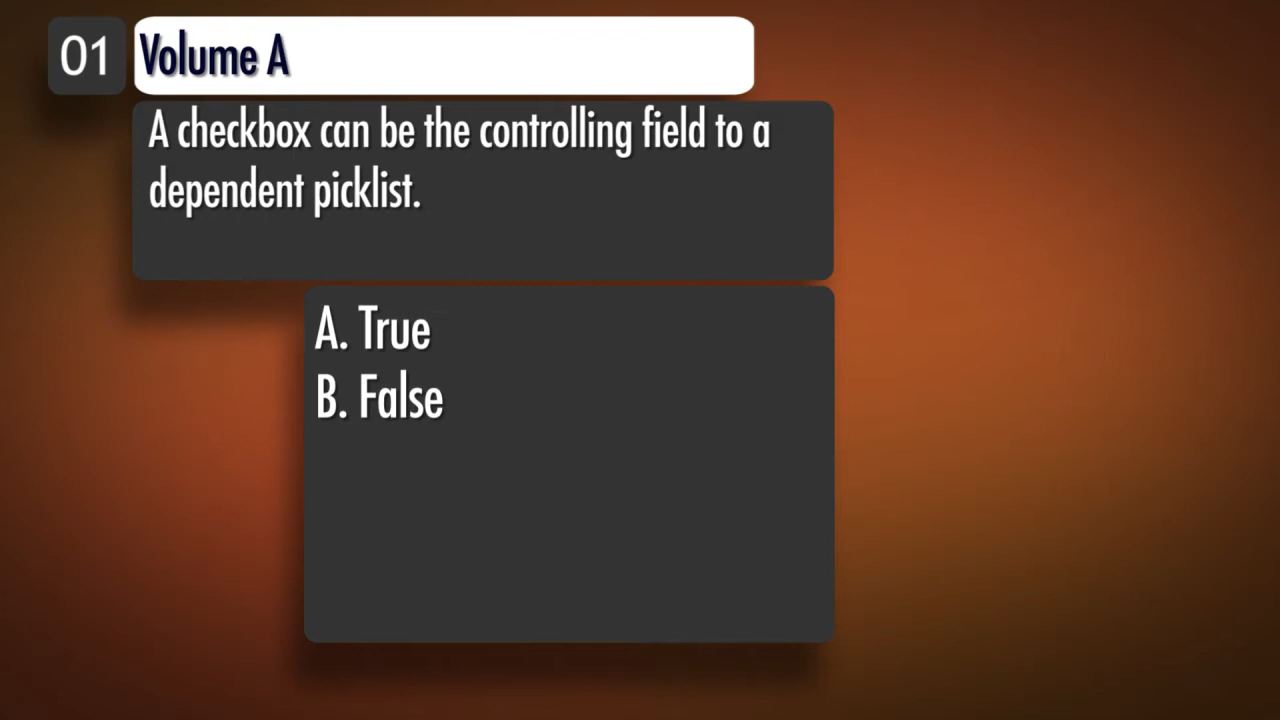 01
Volume A
A checkbox can be the controlling field to a
dependent picklist.
A. True
B. False